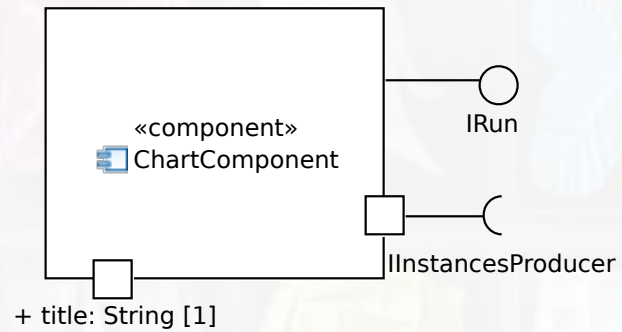 «component»
ChartComponent
IRun
IInstancesProducer
+ title: String [1]